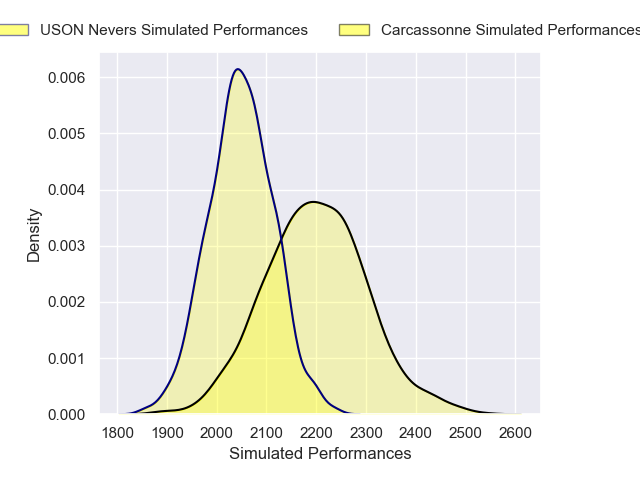 USON Nevers Simulated Performances
Carcassonne Simulated Performances
0.006
0.005
0.004
0.003
0.002
0.001
0.000
Density
1800 1900 2000 2100 2200 2300 2400 2500 2600
Simulated Performances